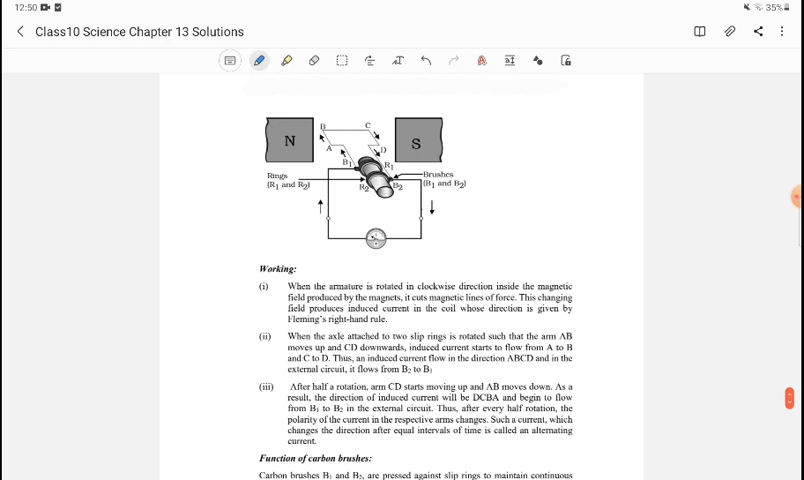 12:50
35%
Class10 Science Chapter 13 Solutions
N
B
C
A
D
S
B1
R1
Rings
(R1 and R2)
R2
B2
Brushes
(B1 and B2)
Working:
(i) When the armature is rotated in clockwise direction inside the magnetic
field produced by the magnets, it cuts magnetic lines of force. This changing
field produces induced current in the coil whose direction is given by
Fleming's right-hand rule.
(ii) When the axle attached to two slip rings is rotated such that the arm AB
moves up and CD downwards, induced current starts to flow from A to B
and C to D. Thus, an induced current flow in the direction ABCD and in the
external circuit, it flows from B2 to B1
(iii) After half a rotation, arm CD starts moving up and AB moves down. As a
result, the direction of induced current will be DCBA and begin to flow
from B1 to B2 in the external circuit. Thus, after every half rotation, the
polarity of the current in the respective arms changes. Such a current, which
changes the direction after equal intervals of time is called an alternating
current.
Function of carbon brushes:
Carbon brushes B1 and B2, are pressed against slip rings to maintain continuous